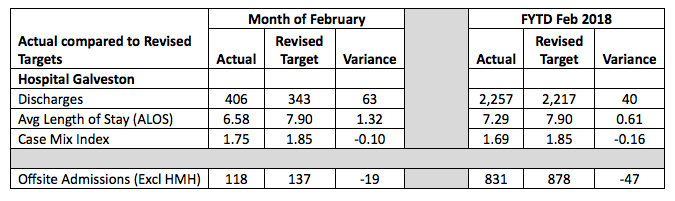 Month of February FYTD Feb 2018
Actual compared to Revised Targets Actual Revised Target Variance Actual Revised Target Variance
Hospital Galveston
Discharges 406 343 63 2,257 2,217 40
Avg Length of Stay (ALOS) 6.58 7.90 1.32 7.29 7.90 0.61
Case Mix Index 1.75 1.85 -0.10 1.69 1.85 -0.16
Offsite Admissions (Excl HMH) 118 137 -19 831 878 -47